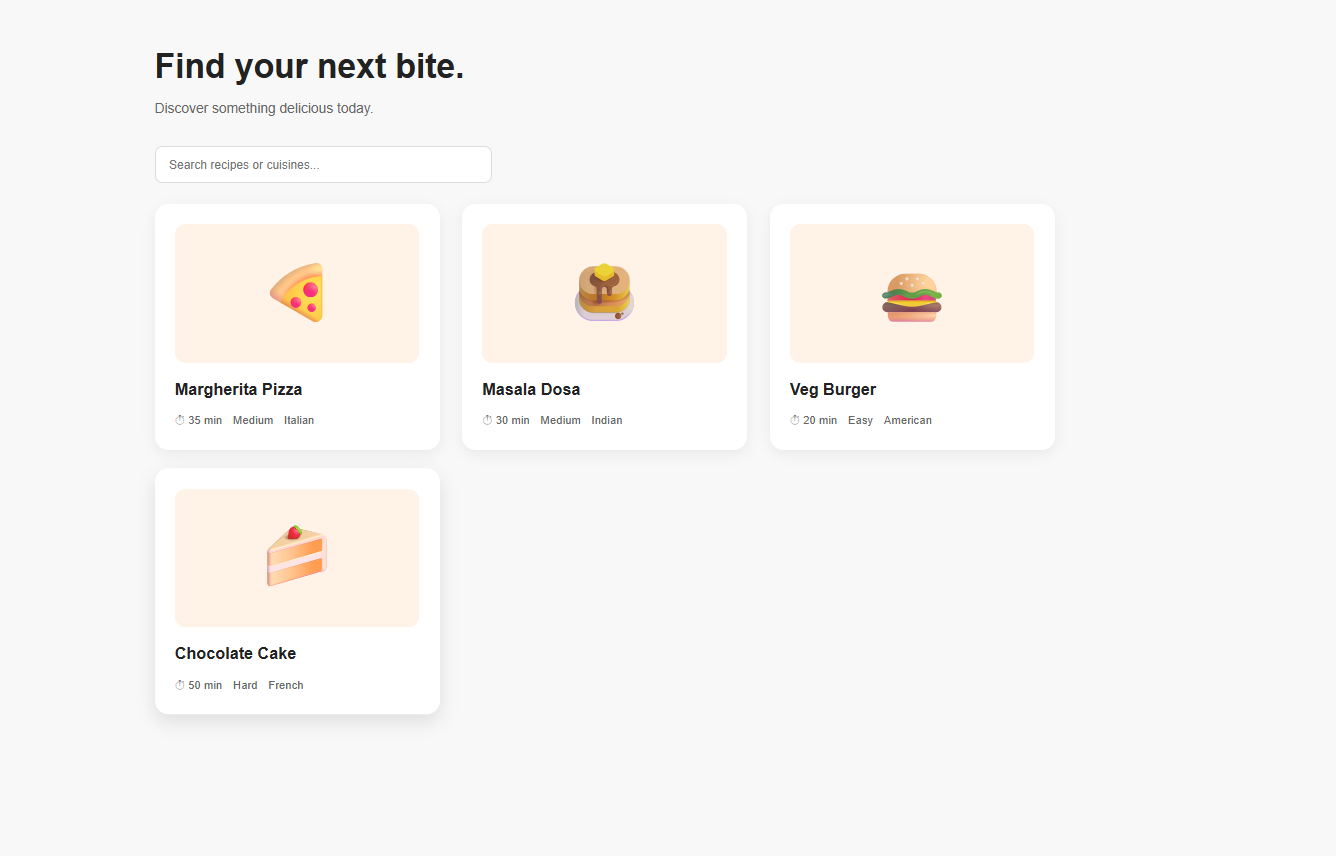 Find your next bite.
Discover something delicious today.
Search recipes or cuisines...
Margherita Pizza
⏱ 35 min Medium Italian
Masala Dosa
⏱ 30 min Medium Indian
Veg Burger
⏱ 20 min Easy American
Chocolate Cake
⏱ 50 min Hard French